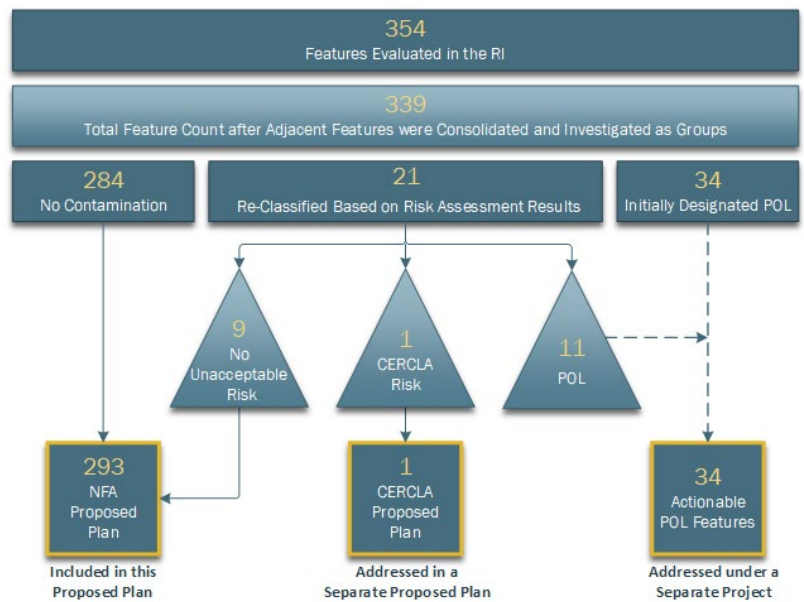 354
Features Evaluated in the RI
339
Total Feature Count after Adjacent Features were Consolidated and Investigated as Groups
284
No Contamination
21
Re-Classified Based on Risk Assessment Results
34
Initially Designated POL
9
No
Unacceptable
Risk
1
CERCLA
Risk
11
POL
293
NFA
Proposed
Plan
1
CERCLA
Proposed
Plan
34
Actionable
POL Features
Included in this
Proposed Plan
Addressed in a
Separate Proposed Plan
Addressed under a
Separate Project